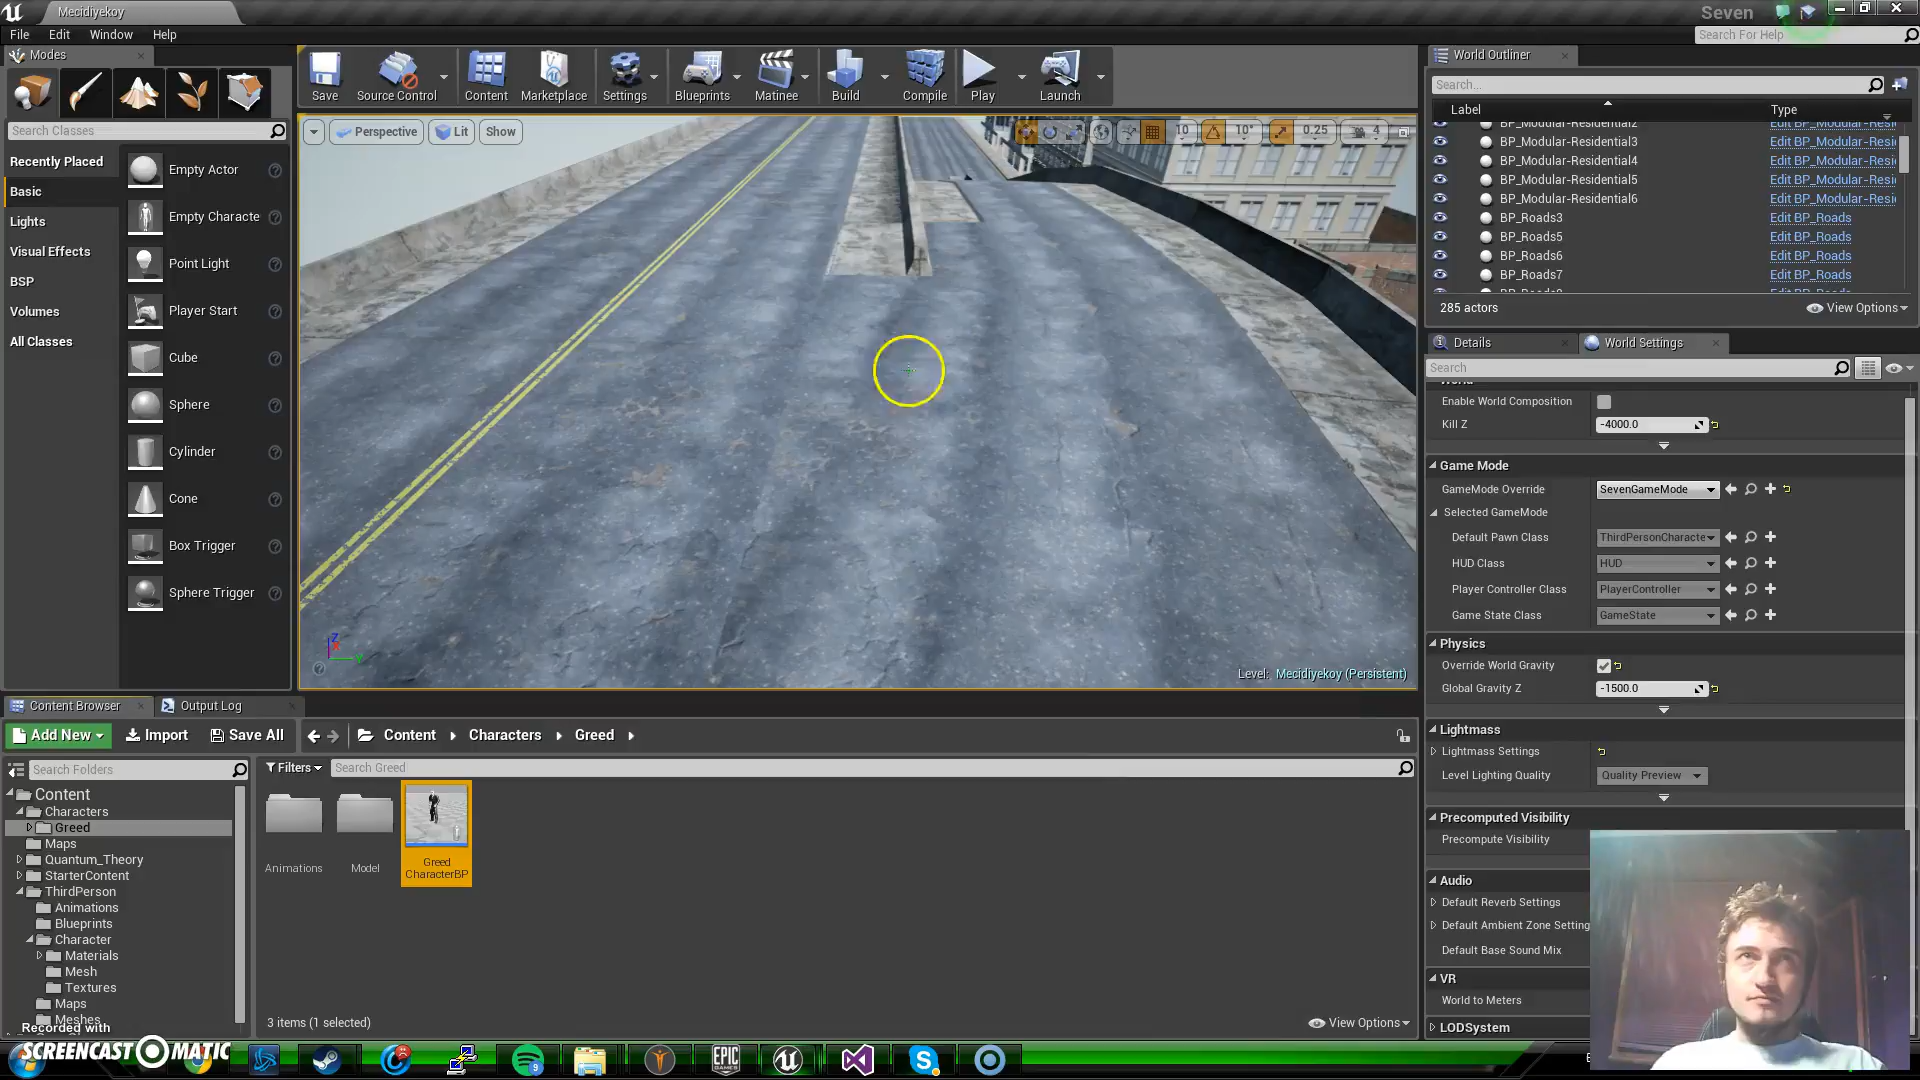 Mecidiyekoy
Seven
File Edit Window Help
Search For Help
Modes
Search Classes
Recently Placed
Basic
Lights
Visual Effects
BSP
Volumes
All Classes
Empty Actor
Empty Characte
Point Light
Player Start
Cube
Sphere
Cylinder
Cone
Box Trigger
Sphere Trigger
Save
Source Control
Content
Marketplace
Settings
Blueprints
Matinee
Build
Compile
Play
Launch
Perspective Lit Show
10 10° 0.25 4
Level: Mecidiyekoy (Persistent)
World Outliner
Search...
Label Type
BP_Modular-Residential2 Edit BP_Modular-Resi
BP_Modular-Residential3 Edit BP_Modular-Resi
BP_Modular-Residential4 Edit BP_Modular-Resi
BP_Modular-Residential5 Edit BP_Modular-Resi
BP_Modular-Residential6 Edit BP_Modular-Resi
BP_Roads3 Edit BP_Roads
BP_Roads5 Edit BP_Roads
BP_Roads6 Edit BP_Roads
BP_Roads7 Edit BP_Roads
285 actors
View Options
Details
World Settings
Search
World
Enable World Composition
Kill Z -4000.0
Game Mode
GameMode Override SevenGameMode
Selected GameMode
Default Pawn Class ThirdPersonCharacte
HUD Class HUD
Player Controller Class PlayerController
Game State Class GameState
Physics
Override World Gravity
Global Gravity Z -1500.0
Lightmass
Lightmass Settings
Level Lighting Quality Quality Preview
Precomputed Visibility
Precompute Visibility
Audio
Default Reverb Settings
Default Ambient Zone Setting
Default Base Sound Mix
VR
World to Meters
LODSystem
Content Browser
Output Log
Add New Import Save All Content Characters Greed
Search Folders
Filters Search Greed
Content
Characters
Greed
Maps
Quantum_Theory
StarterContent
ThirdPerson
Animations
Blueprints
Character
Materials
Mesh
Textures
Maps
Meshes
Animations
Model
Greed
CharacterBP
3 items (1 selected)
View Options
Recorded with
SCREENCAST MATIC
EPIC
GAMES
9